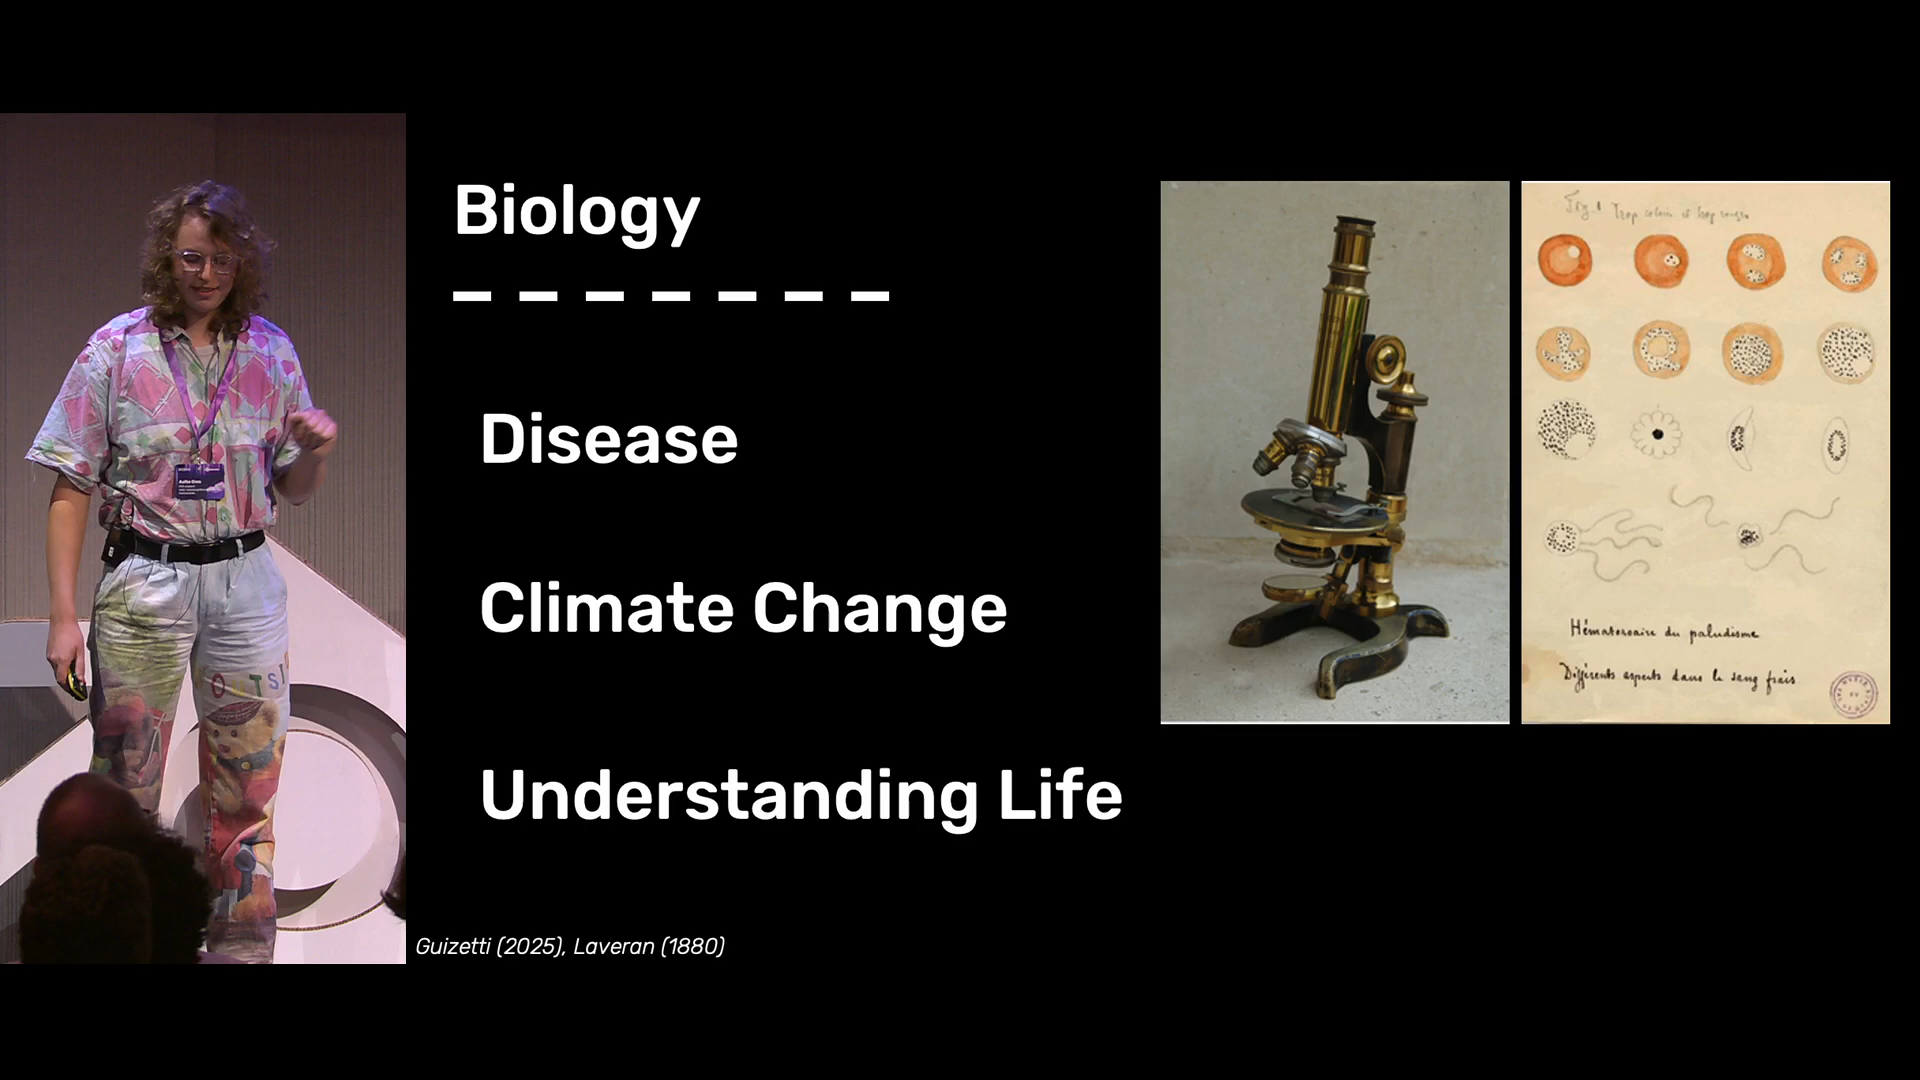 Biology
Disease
Climate Change
Understanding Life
Guizetti (2025), Laveran (1880)
Hématozoaire du paludisme
Différents aspects dans le sang frais